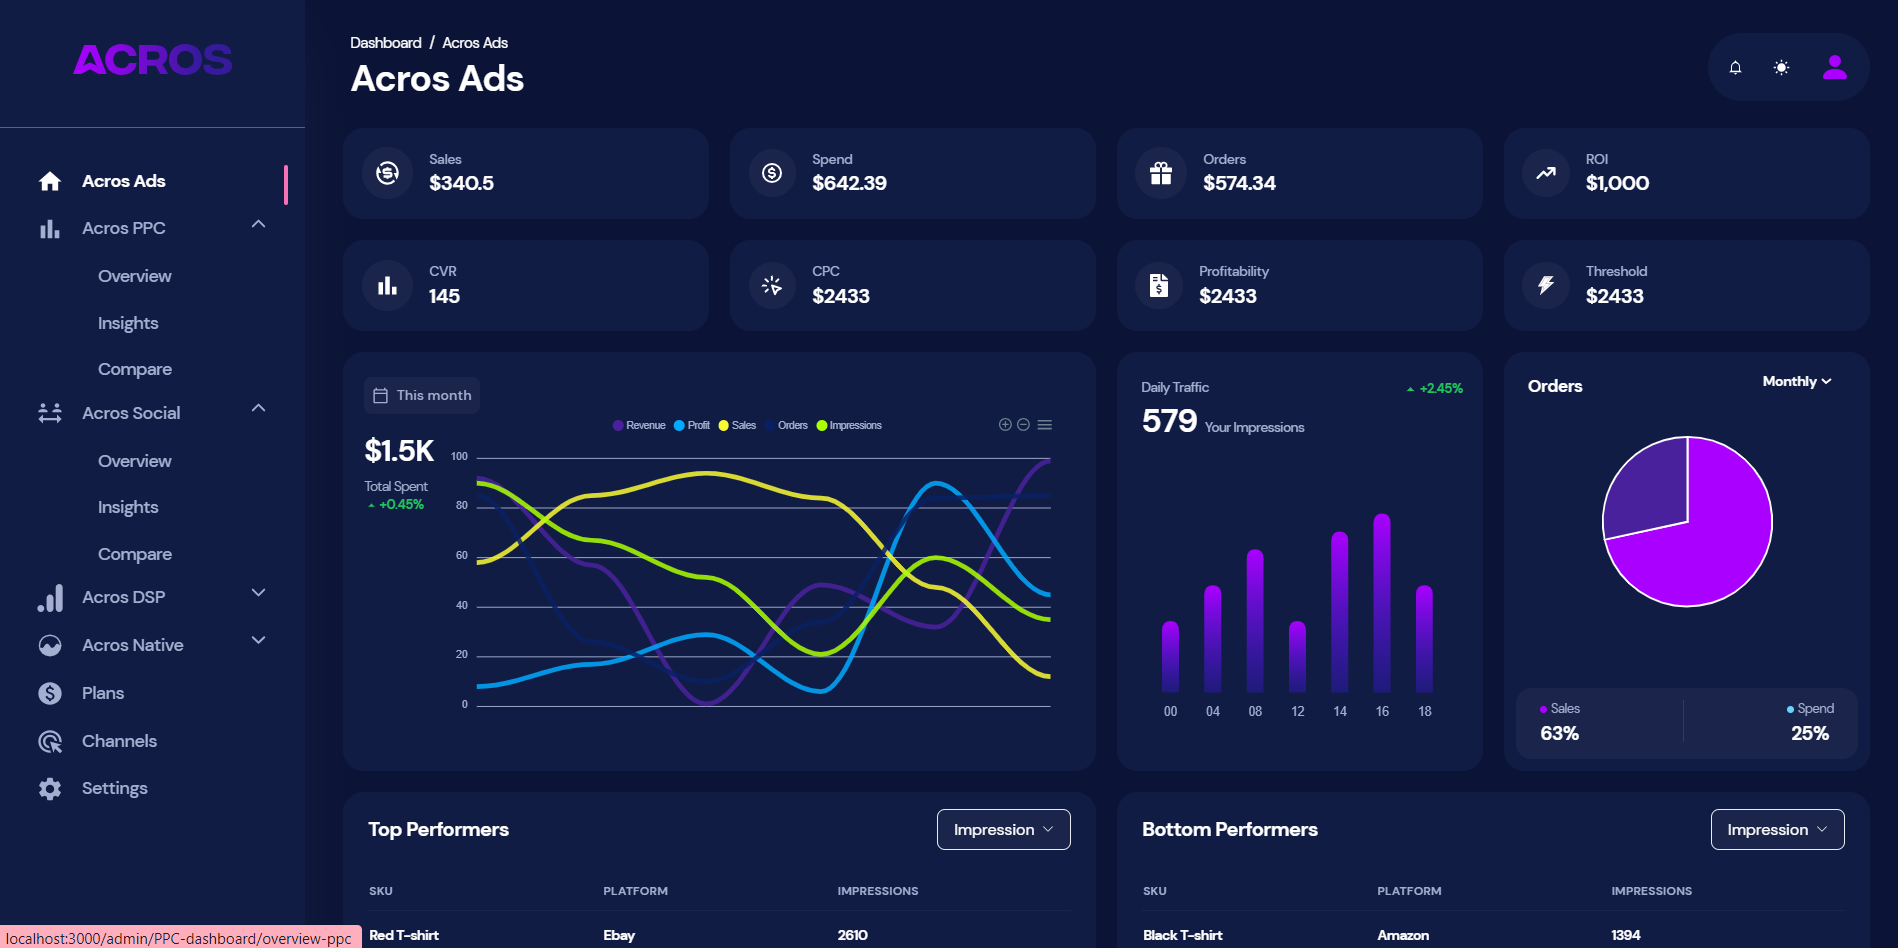 ACROS
Acros Ads
Acros PPC
Overview
Insights
Compare
Acros Social
Overview
Insights
Compare
Acros DSP
Acros Native
Plans
Channels
Settings
localhost:3000/admin/PPC-dashboard/overview-ppc
Dashboard / Acros Ads
Acros Ads
Sales
$340.5
Spend
$642.39
Orders
$574.34
ROI
$1,000
CVR
145
CPC
$2433
Profitability
$2433
Threshold
$2433
This month
$1.5K
Total Spent
+0.45%
Revenue Profit Sales Orders Impressions
100
80
60
40
20
0
Daily Traffic
+2.45%
579 Your Impressions
00 04 08 12 14 16 18
Orders
Monthly
Sales
63%
Spend
25%
Top Performers
Impression
SKU PLATFORM IMPRESSIONS
Red T-shirt Ebay 2610
Bottom Performers
Impression
SKU PLATFORM IMPRESSIONS
Black T-shirt Amazon 1394